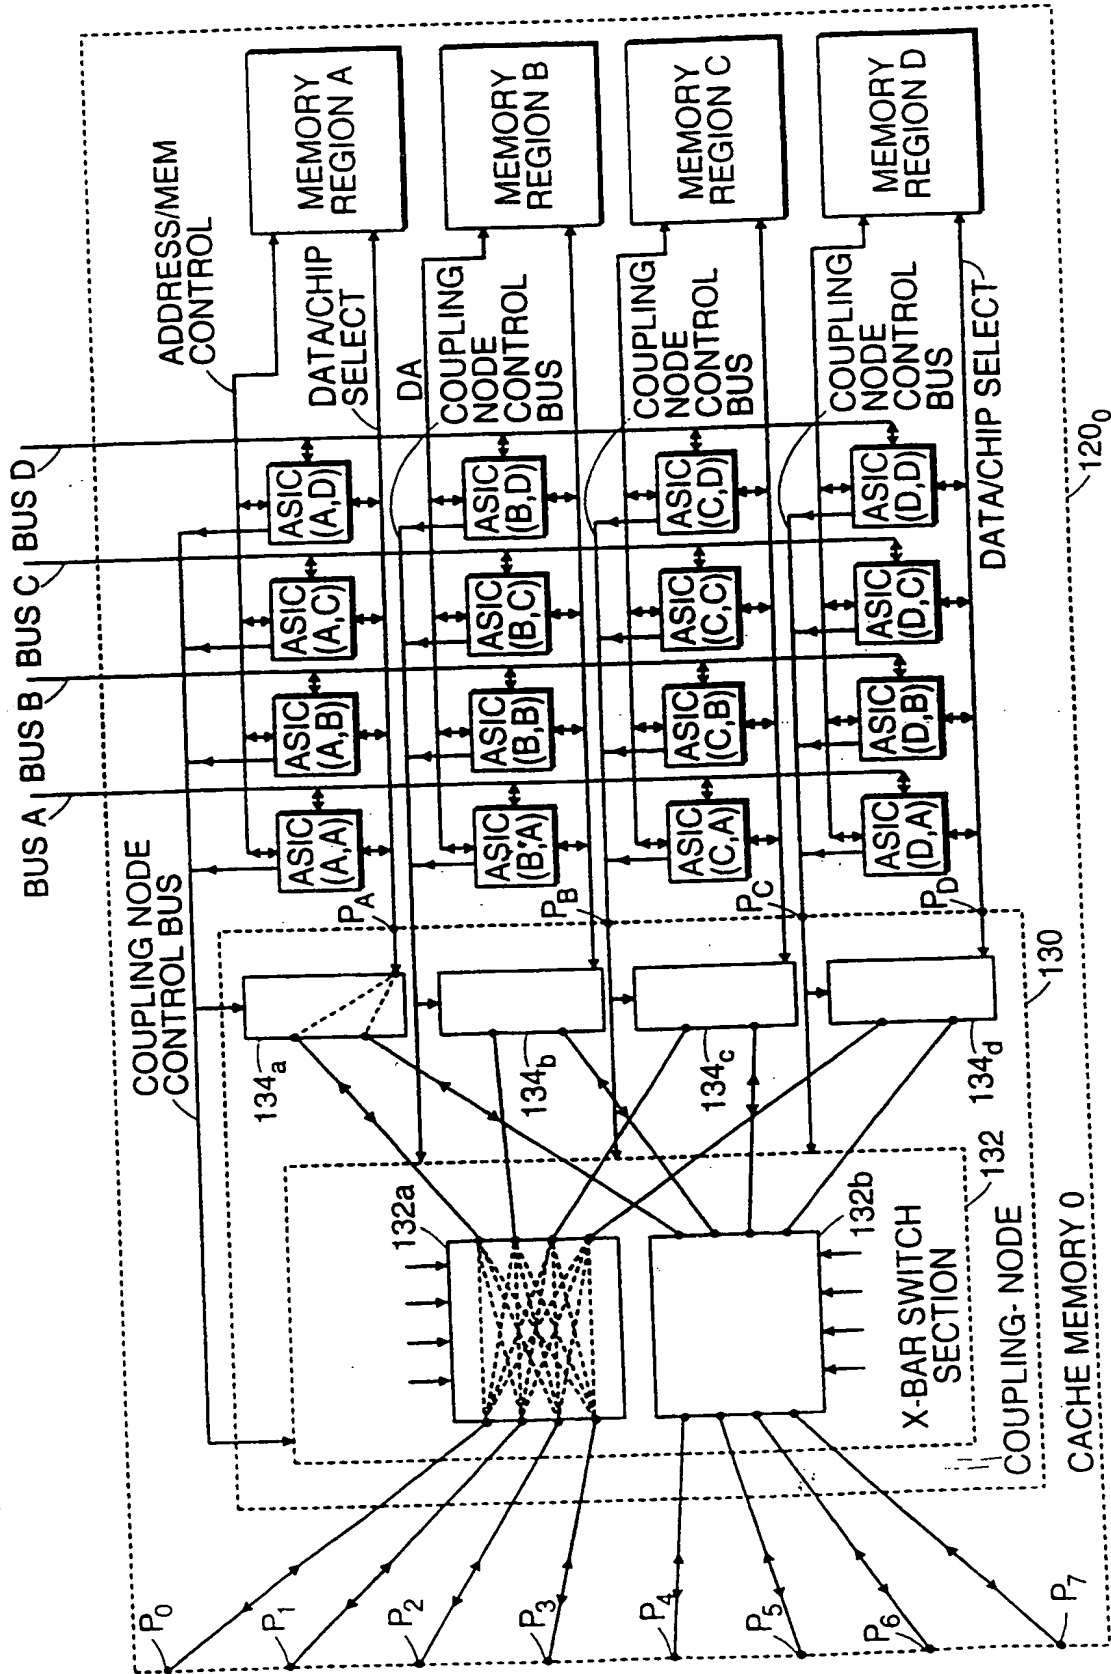 BUS A
BUS B
BUS C
BUS D
COUPLING NODE
CONTROL BUS
ADDRESS/MEM
CONTROL
ASIC
(A,A)
ASIC
(A,B)
ASIC
(A,C)
ASIC
(A,D)
MEMORY
REGION A
134a
PA
DATA/CHIP
SELECT
DA
ASIC
(B,A)
ASIC
(B,B)
ASIC
(B,C)
ASIC
(B,D)
COUPLING
NODE
CONTROL
BUS
MEMORY
REGION B
134b
PB
ASIC
(C,A)
ASIC
(C,B)
ASIC
(C,C)
ASIC
(C,D)
COUPLING
NODE
CONTROL
BUS
MEMORY
REGION C
134c
PC
ASIC
(D,A)
ASIC
(D,B)
ASIC
(D,C)
ASIC
(D,D)
COUPLING
NODE
CONTROL
BUS
MEMORY
REGION D
134d
PD
DATA/CHIP SELECT
P0
P1
P2
P3
P4
P5
P6
P7
132a
132b
X-BAR SWITCH
SECTION
132
COUPLING-NODE
130
CACHE MEMORY 0
1200